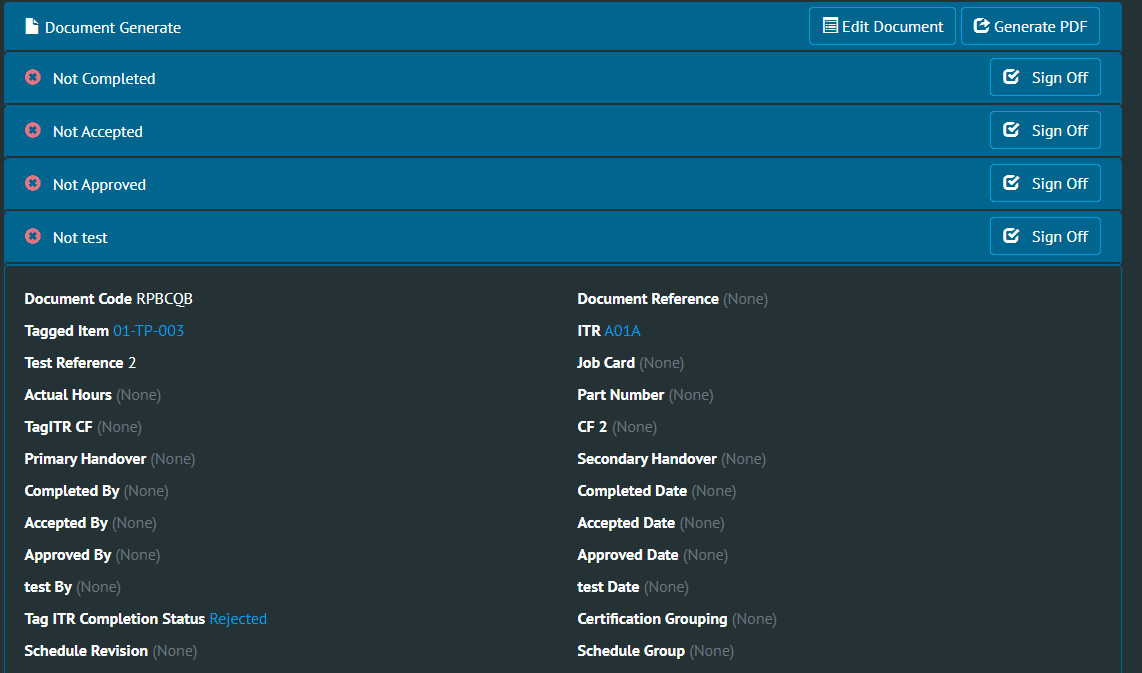 Document Generate Edit Document Generate PDF
Not Completed Sign Off
Not Accepted Sign Off
Not Approved Sign Off
Not test Sign Off
Document Code RPBCQB Document Reference (None)
Tagged Item 01-TP-003 ITR A01A
Test Reference 2 Job Card (None)
Actual Hours (None) Part Number (None)
TagITR CF (None) CF 2 (None)
Primary Handover (None) Secondary Handover (None)
Completed By (None) Completed Date (None)
Accepted By (None) Accepted Date (None)
Approved By (None) Approved Date (None)
test By (None) test Date (None)
Tag ITR Completion Status Rejected Certification Grouping (None)
Schedule Revision (None) Schedule Group (None)